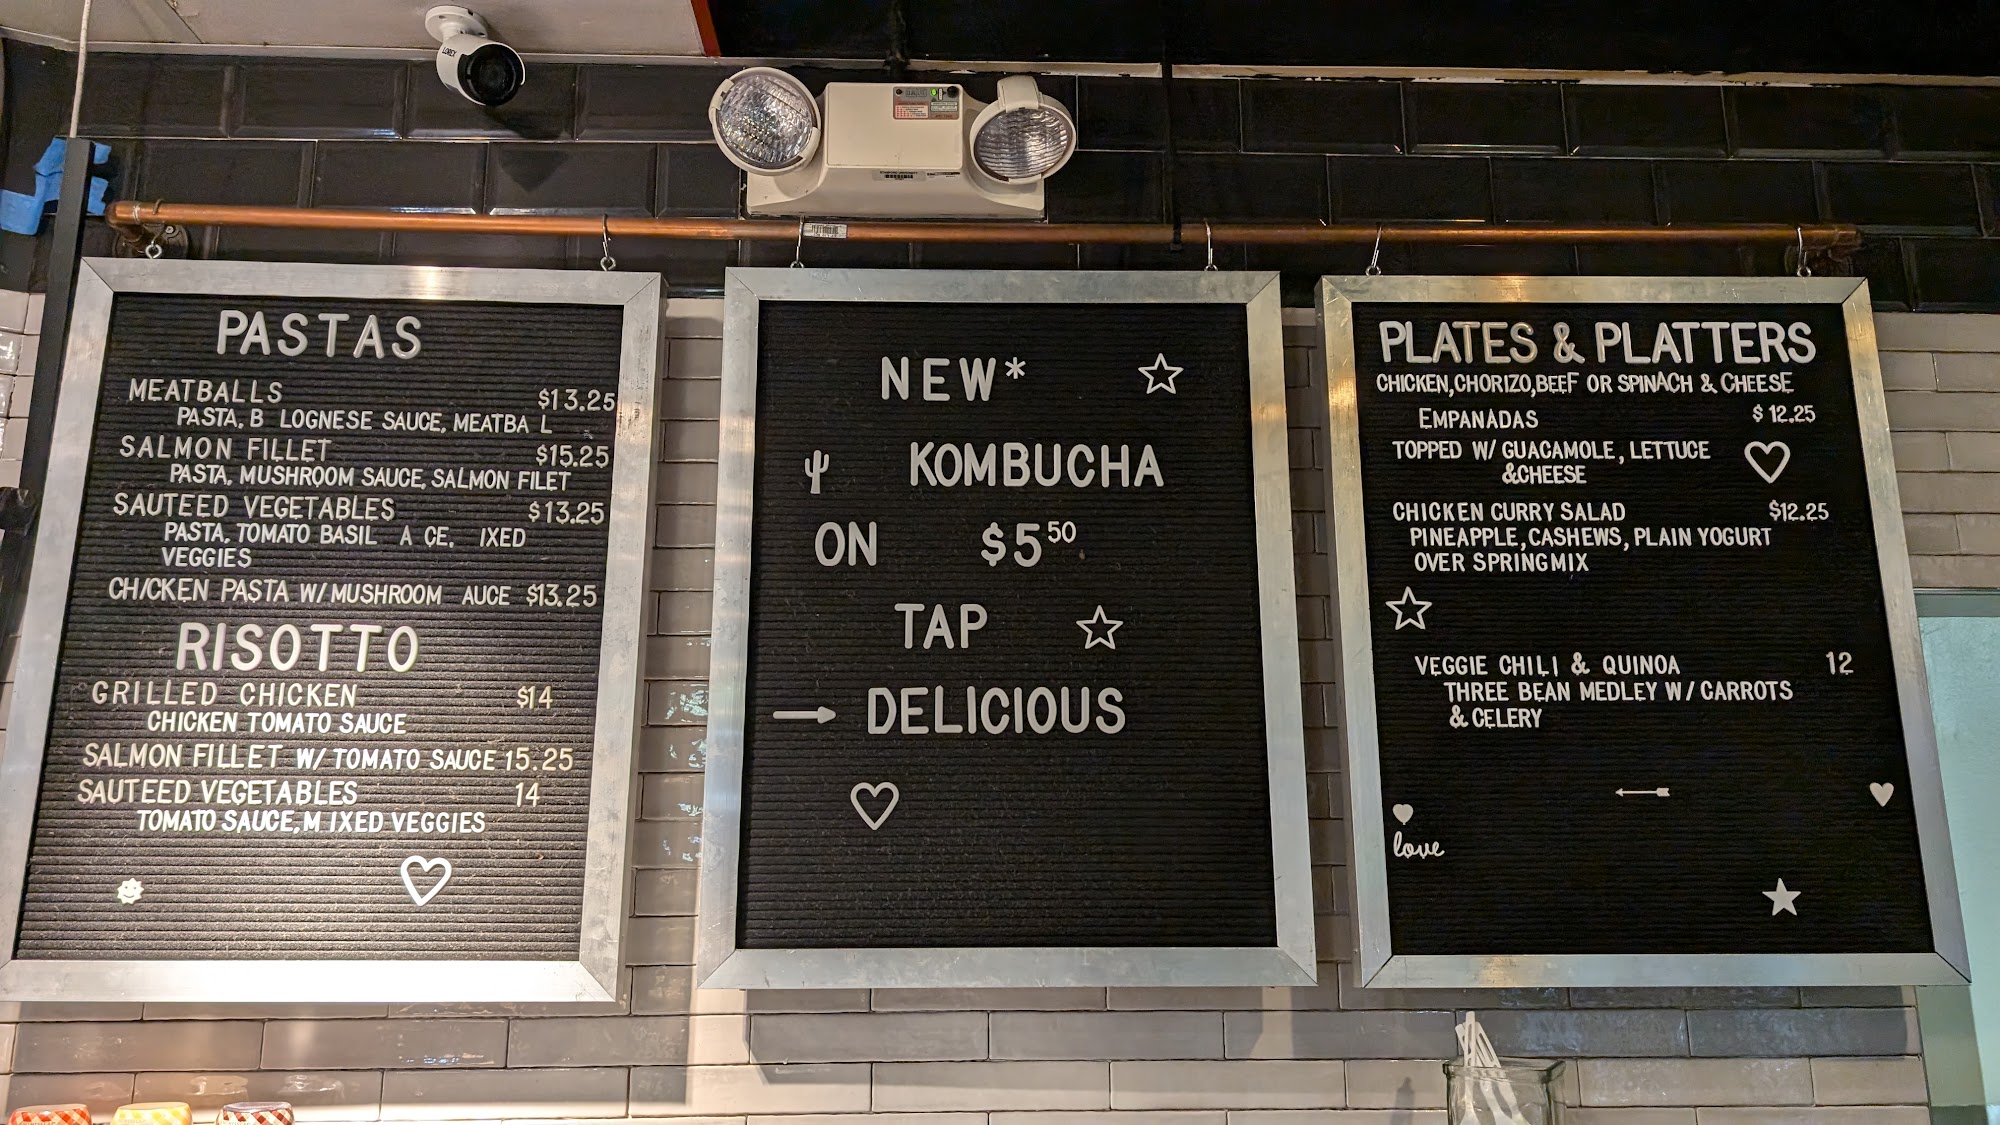 LOREX
PASTAS
MEATBALLS $13.25
PASTA, B LOGNESE SAUCE, MEATBA L
SALMON FILLET $15.25
PASTA, MUSHROOM SAUCE, SALMON FILET
SAUTEED VEGETABLES $13.25
PASTA, TOMATO BASIL A CE, IXED
VEGGIES
CHICKEN PASTA W/ MUSHROOM AUCE $13.25
RISOTTO
GRILLED CHICKEN $14
CHICKEN TOMATO SAUCE
SALMON FILLET W/ TOMATO SAUCE 15.25
SAUTEED VEGETABLES 14
TOMATO SAUCE, M IXED VEGGIES
NEW*
KOMBUCHA
ON $5 50
TAP
DELICIOUS
PLATES & PLATTERS
CHICKEN, CHORIZO, BEEF OR SPINACH & CHEESE
EMPANADAS $ 12.25
TOPPED W/ GUACAMOLE, LETTUCE
&CHEESE
CHICKEN CURRY SALAD $12.25
PINEAPPLE, CASHEWS, PLAIN YOGURT
OVER SPRINGMIX
VEGGIE CHILI & QUINOA 12
THREE BEAN MEDLEY W/ CARROTS
& CELERY
love